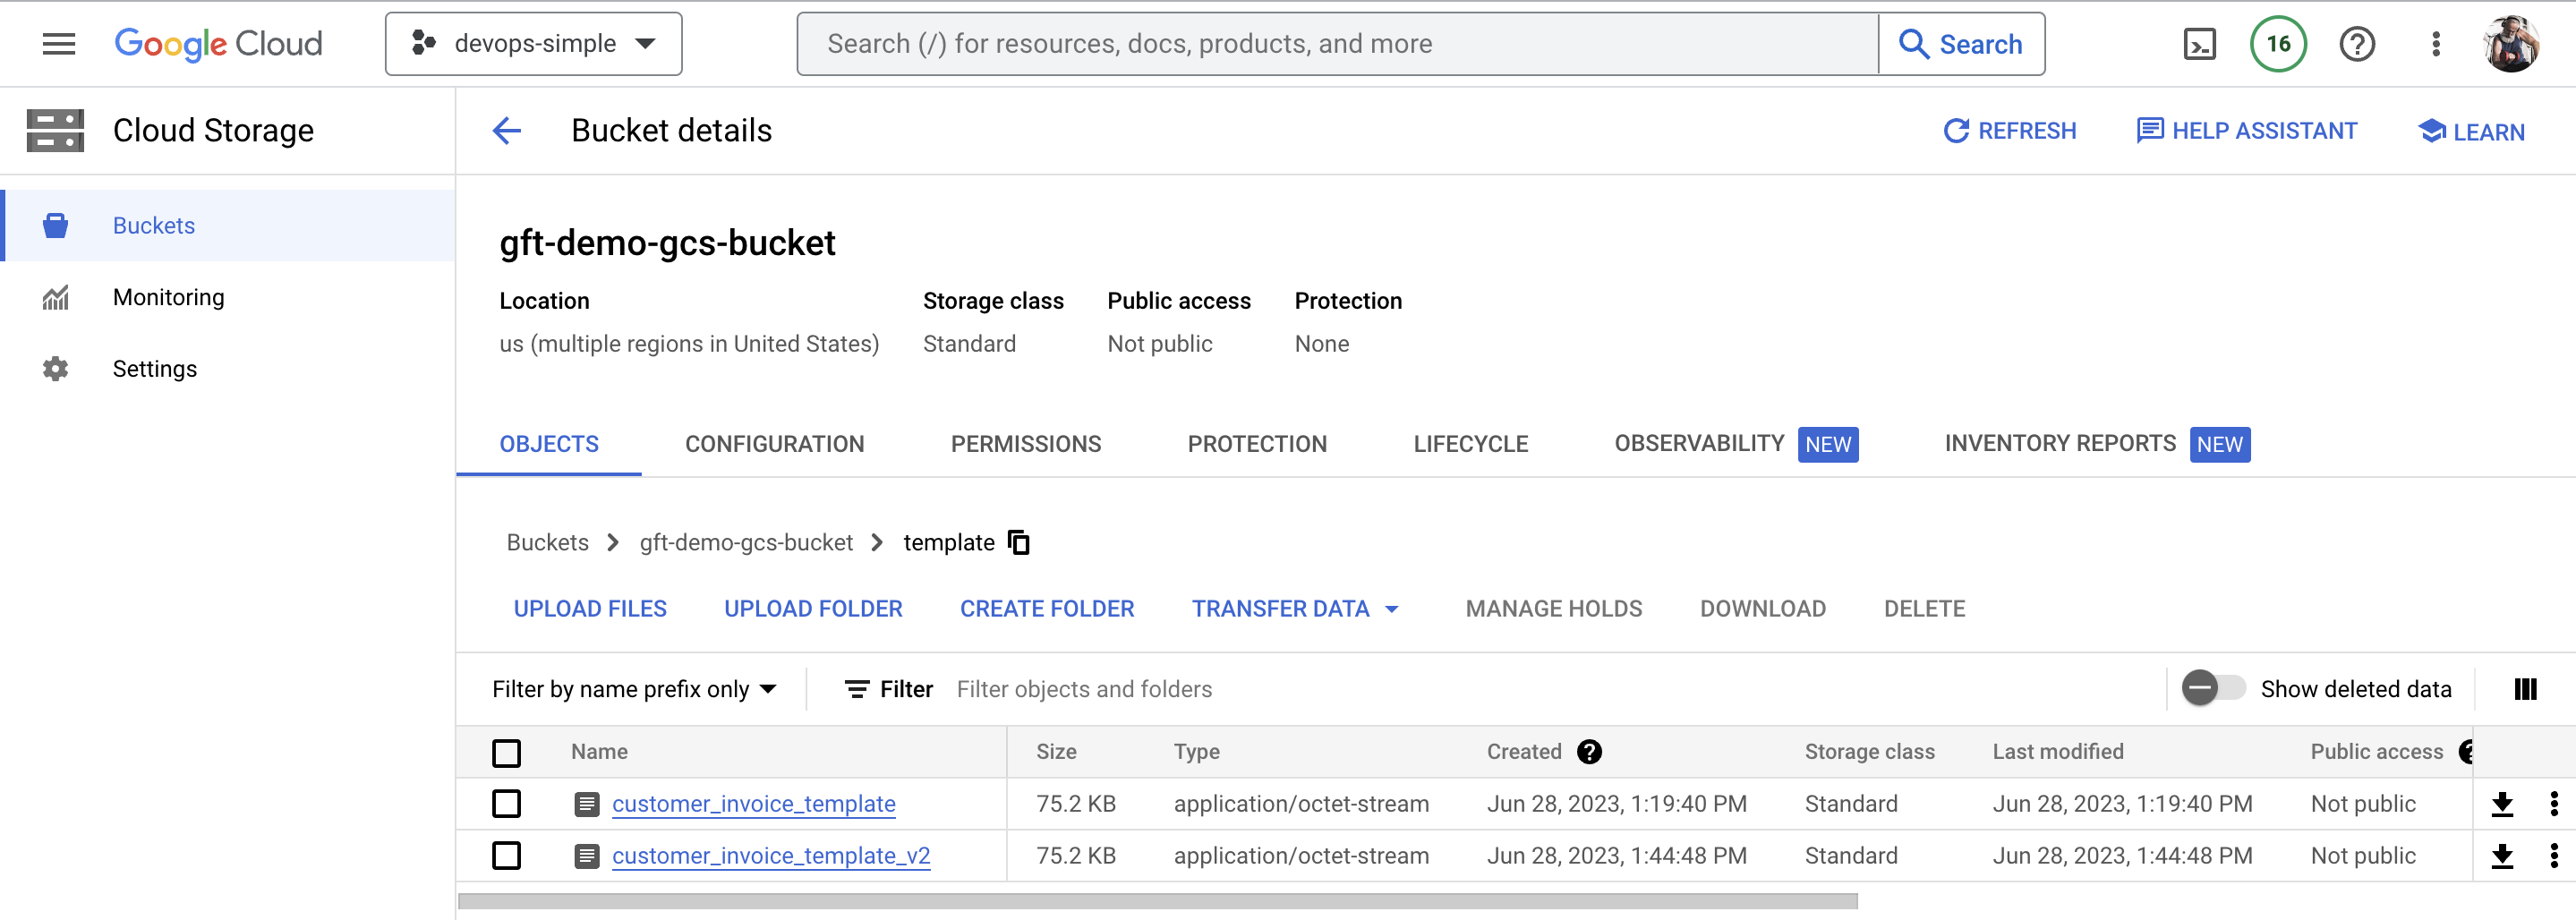 Google Cloud
devops-simple
Search (/) for resources, docs, products, and more
Search
16
Cloud Storage
Bucket details
REFRESH
HELP ASSISTANT
LEARN
Buckets
Monitoring
Settings
gft-demo-gcs-bucket
Location Storage class Public access Protection
us (multiple regions in United States) Standard Not public None
OBJECTS CONFIGURATION PERMISSIONS PROTECTION LIFECYCLE OBSERVABILITY NEW INVENTORY REPORTS NEW
Buckets > gft-demo-gcs-bucket > template
UPLOAD FILES UPLOAD FOLDER CREATE FOLDER TRANSFER DATA MANAGE HOLDS DOWNLOAD DELETE
Filter by name prefix only Filter Filter objects and folders Show deleted data
Name Size Type Created Storage class Last modified Public access
customer_invoice_template 75.2 KB application/octet-stream Jun 28, 2023, 1:19:40 PM Standard Jun 28, 2023, 1:19:40 PM Not public
customer_invoice_template_v2 75.2 KB application/octet-stream Jun 28, 2023, 1:44:48 PM Standard Jun 28, 2023, 1:44:48 PM Not public